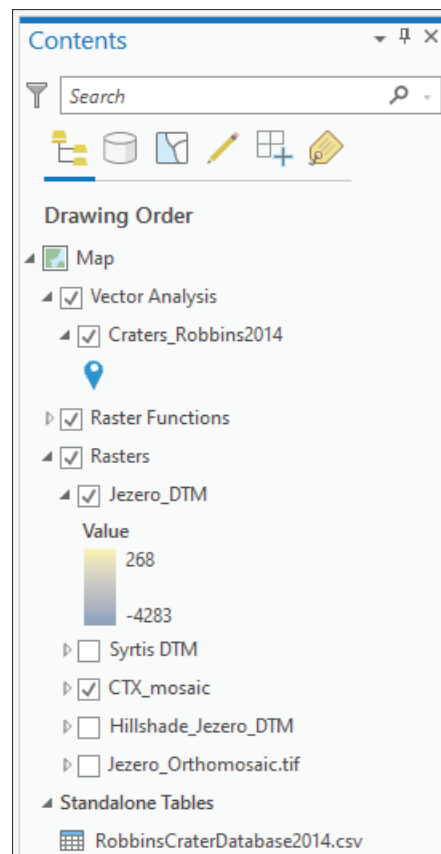 Contents
Search
Drawing Order
Map
Vector Analysis
Craters_Robbins2014
Raster Functions
Rasters
Jezero_DTM
Value
268
-4283
Syrtis DTM
CTX_mosaic
Hillshade_Jezero_DTM
Jezero_Orthomosaic.tif
Standalone Tables
RobbinsCraterDatabase2014.csv